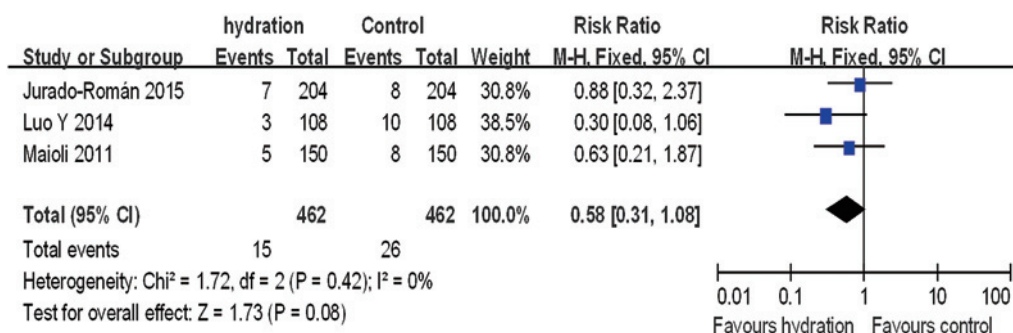 hydration Control Risk Ratio Risk Ratio
Study or Subgroup Events Total Events Total Weight M-H, Fixed, 95% CI M-H, Fixed, 95% CI
Jurado-Román 2015 7 204 8 204 30.8% 0.88 [0.32, 2.37]
Luo Y 2014 3 108 10 108 38.5% 0.30 [0.08, 1.06]
Maioli 2011 5 150 8 150 30.8% 0.63 [0.21, 1.87]
Total (95% CI) 462 462 100.0% 0.58 [0.31, 1.08]
Total events 15 26
Heterogeneity: Chi² = 1.72, df = 2 (P = 0.42); I² = 0%
Test for overall effect: Z = 1.73 (P = 0.08)
0.01 0.1 1 10 100
Favours hydration Favours control